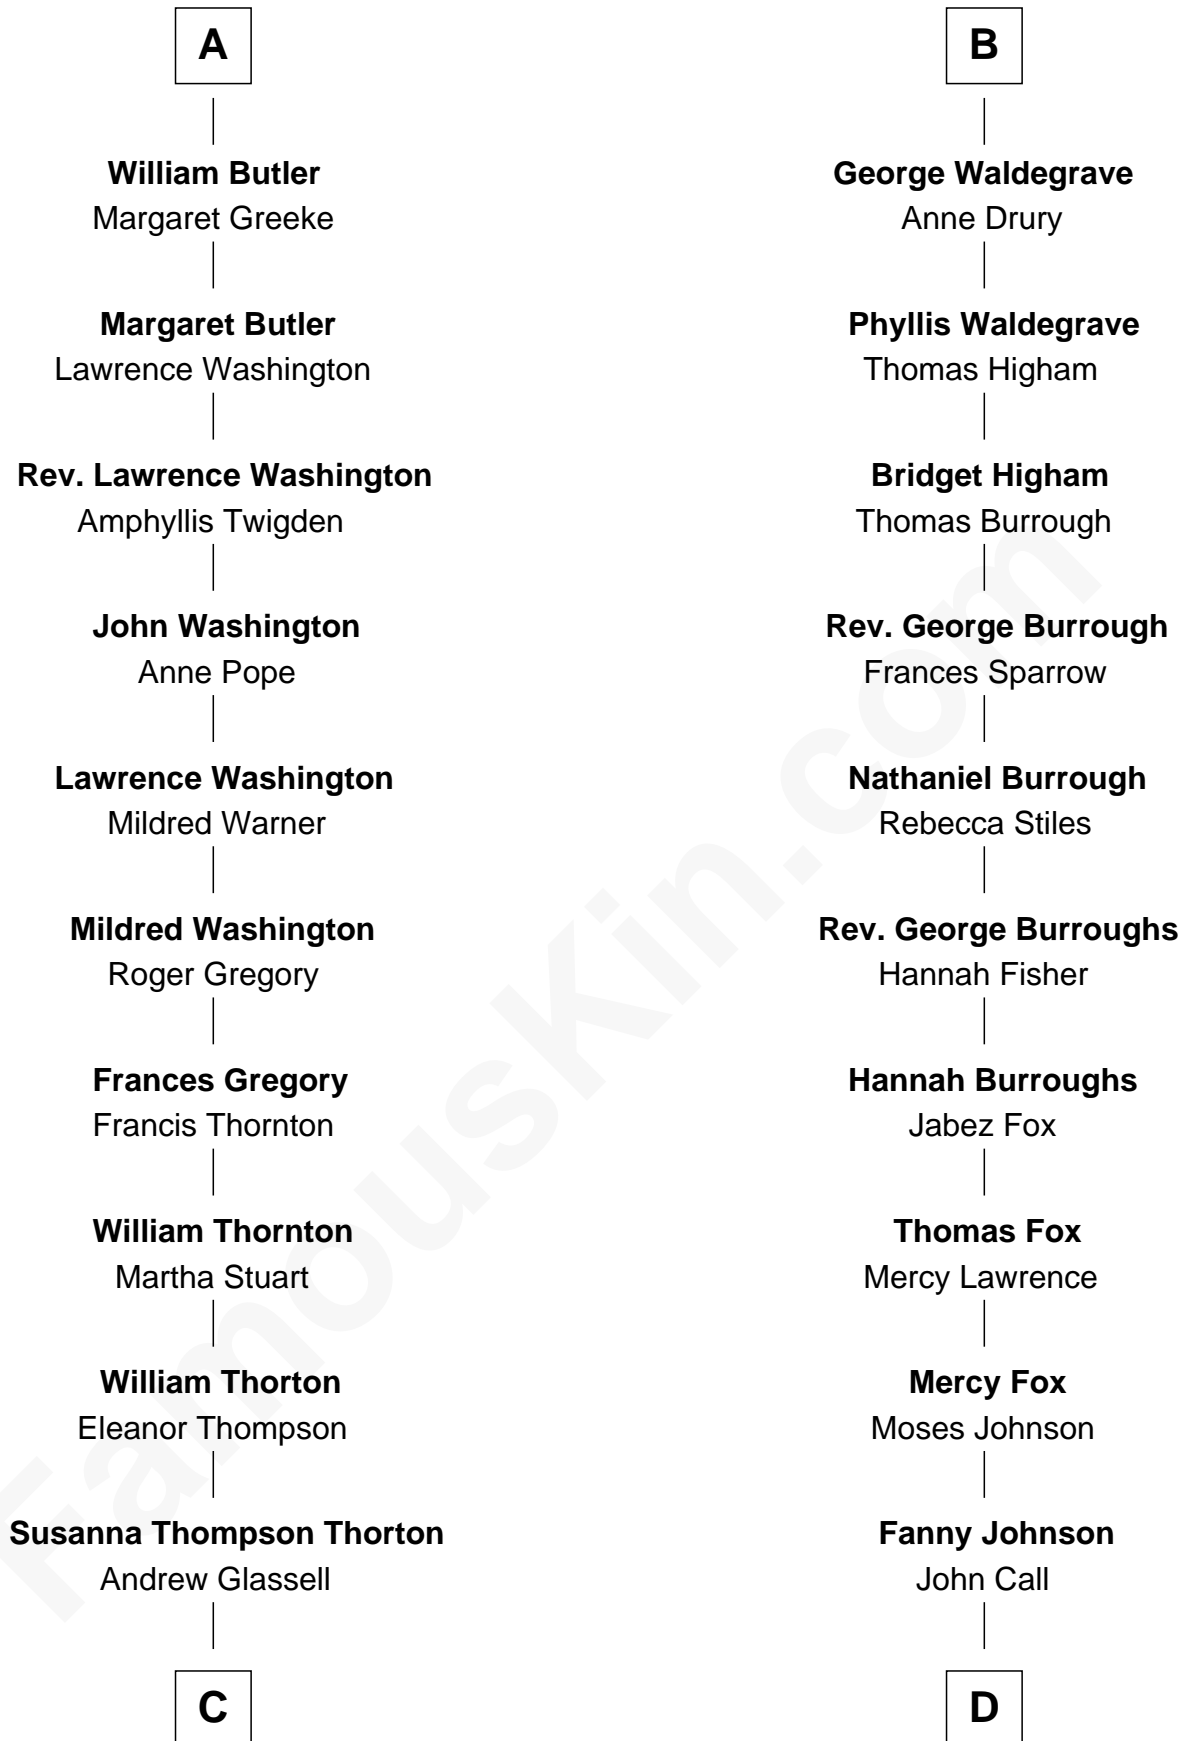 A
William Butler
Margaret Greeke
Margaret Butler
Lawrence Washington
Rev. Lawrence Washington
Amphyllis Twigden
John Washington
Anne Pope
Lawrence Washington
Mildred Warner
Mildred Washington
Roger Gregory
Frances Gregory
Francis Thornton
William Thornton
Martha Stuart
William Thorton
Eleanor Thompson
Susanna Thompson Thorton
Andrew Glassell
C
B
George Waldegrave
Anne Drury
Phyllis Waldegrave
Thomas Higham
Bridget Higham
Thomas Burrough
Rev. George Burrough
Frances Sparrow
Nathaniel Burrough
Rebecca Stiles
Rev. George Burroughs
Hannah Fisher
Hannah Burroughs
Jabez Fox
Thomas Fox
Mercy Lawrence
Mercy Fox
Moses Johnson
Fanny Johnson
John Call
D
FamousKin.com